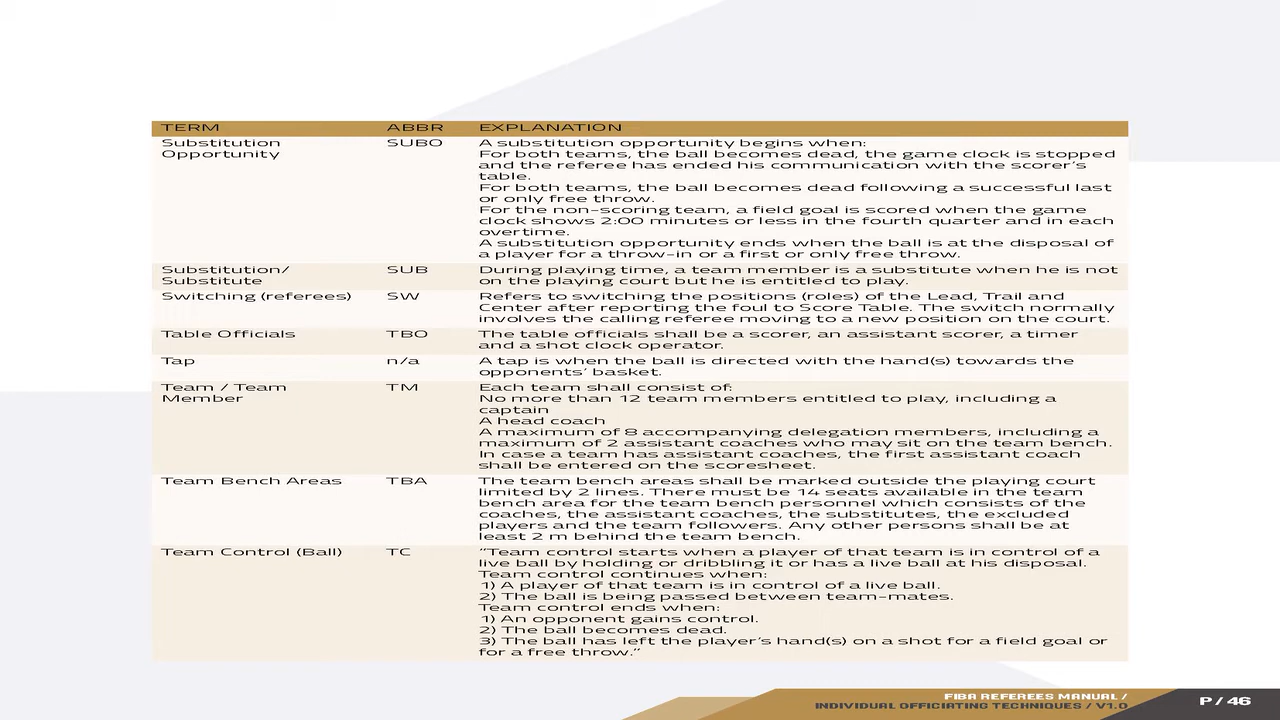 TERM ABBR EXPLANATION
Substitution SUBO A substitution opportunity begins when:
Opportunity For both teams, the ball becomes dead, the game clock is stopped
and the referee has ended his communication with the scorer's
table.
For both teams, the ball becomes dead following a successful last
or only free throw.
For the non-scoring team, a field goal is scored when the game
clock shows 2:00 minutes or less in the fourth quarter and in each
overtime.
A substitution opportunity ends when the ball is at the disposal of
a player for a throw-in or a first or only free throw.
Substitution/ SUB During playing time, a team member is a substitute when he is not
Substitute on the playing court but he is entitled to play.
Switching (referees) SW Refers to switching the positions (roles) of the Lead, Trail and
Center after reporting the foul to Score Table. The switch normally
involves the calling referee moving to a new position on the court.
Table Officials TBO The table officials shall be a scorer, an assistant scorer, a timer
and a shot clock operator.
Tap n/a A tap is when the ball is directed with the hand(s) towards the
opponents' basket.
Team / Team TM Each team shall consist of:
Member No more than 12 team members entitled to play, including a
captain
A head coach
A maximum of 8 accompanying delegation members, including a
maximum of 2 assistant coaches who may sit on the team bench.
In case a team has assistant coaches, the first assistant coach
shall be entered on the scoresheet.
Team Bench Areas TBA The team bench areas shall be marked outside the playing court
limited by 2 lines. There must be 14 seats available in the team
bench area for the team bench personnel which consists of the
coaches, the assistant coaches, the substitutes, the excluded
players and the team followers. Any other persons shall be at
least 2 m behind the team bench.
Team Control (Ball) TC "Team control starts when a player of that team is in control of a
live ball by holding or dribbling it or has a live ball at his disposal.
Team control continues when:
1) A player of that team is in control of a live ball.
2) The ball is being passed between team-mates.
Team control ends when:
1) An opponent gains control.
2) The ball becomes dead.
3) The ball has left the player's hand(s) on a shot for a field goal or
for a free throw."
FIBA REFEREES MANUAL /
INDIVIDUAL OFFICIATING TECHNIQUES / V1.0
P / 46